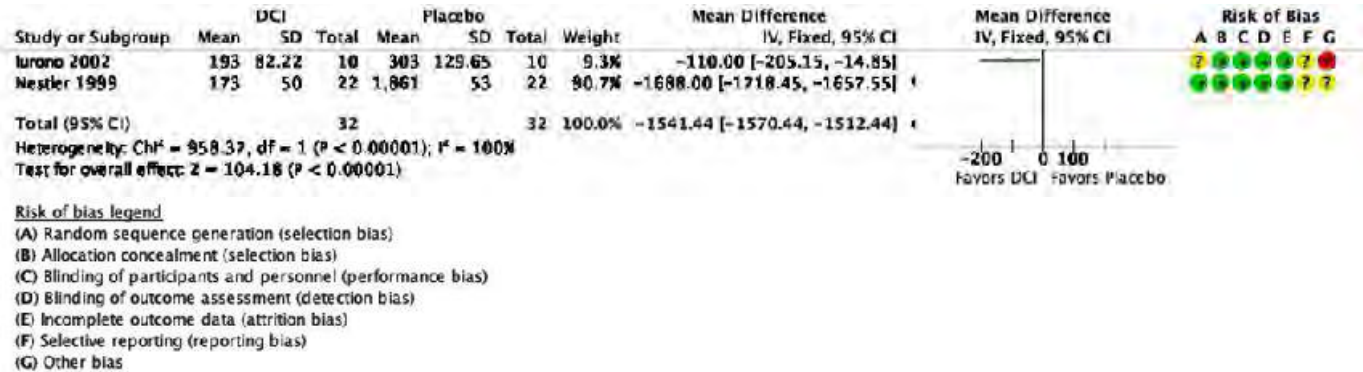 DCI Placebo Mean Difference Mean Difference Risk of Bias
Study or Subgroup Mean SD Total Mean SD Total Weight IV, Fixed, 95% CI IV, Fixed, 95% CI A B C D E F G
Iurono 2002 193 82.22 10 303 129.65 10 9.3% -110.00 [-205.15, -14.85] ? ? 
Nestler 1999 173 50 22 1,861 53 22 90.7% -1688.00 [-1718.45, -1657.55] ? ?
Total (95% CI) 32 32 100.0% -1541.44 [-1570.44, -1512.44]
Heterogeneity: Chi² = 958.37, df = 1 (P < 0.00001); I² = 100%
Test for overall effect: Z = 104.18 (P < 0.00001)
-200 0 100
Favors DCI Favors Placebo
Risk of bias legend
(A) Random sequence generation (selection bias)
(B) Allocation concealment (selection bias)
(C) Blinding of participants and personnel (performance bias)
(D) Blinding of outcome assessment (detection bias)
(E) Incomplete outcome data (attrition bias)
(F) Selective reporting (reporting bias)
(G) Other bias